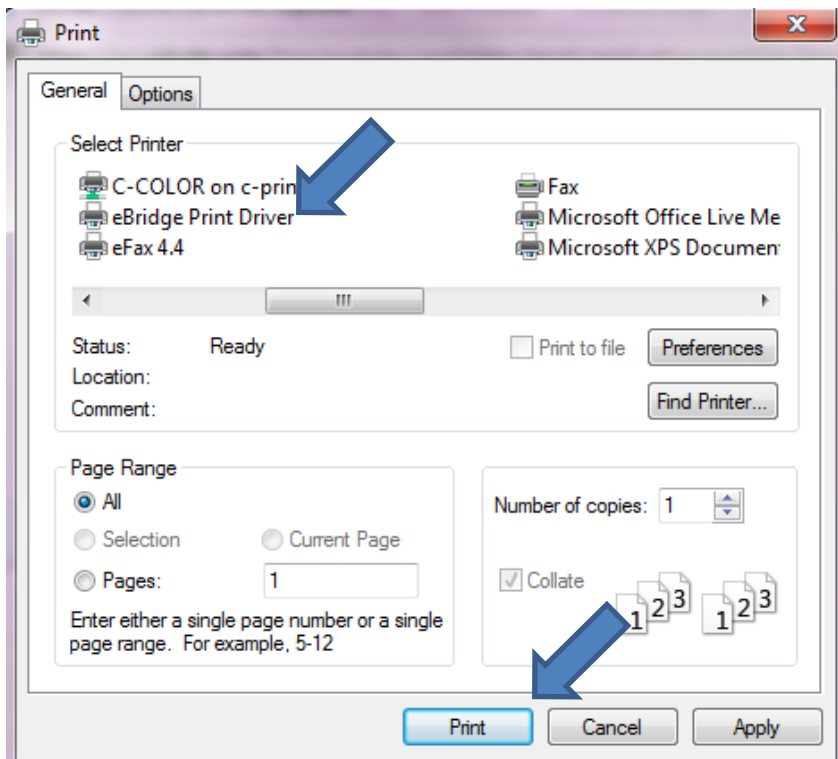 Print
General Options
Select Printer
C-COLOR on c-prin
eBridge Print Driver
eFax 4.4
Fax
Microsoft Office Live Me
Microsoft XPS Documen
Status: Ready
Print to file
Preferences
Location:
Comment:
Find Printer...
Page Range
All
Selection
Current Page
Pages: 1
Enter either a single page number or a single
page range. For example, 5-12
Number of copies: 1
Collate
1 2 3 1 2 3
Print Cancel Apply